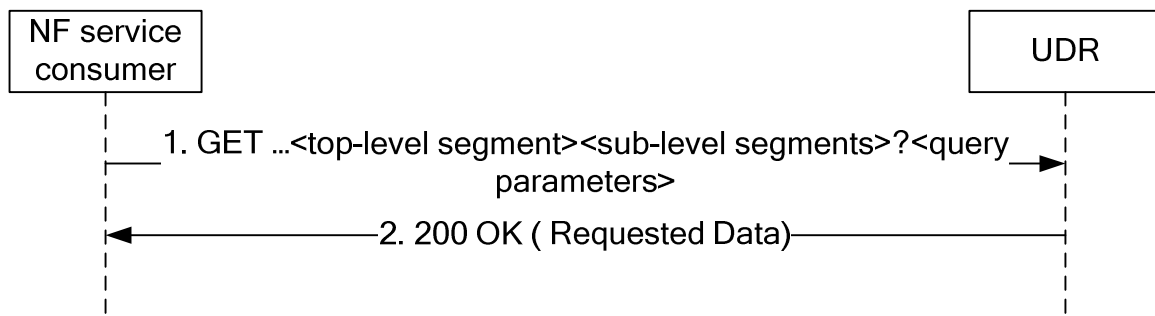 NF service
consumer
UDR
1. GET ...<top-level segment><sub-level segments>?<query
parameters>
2. 200 OK ( Requested Data)